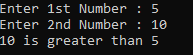 Enter 1st Number : 5
Enter 2nd Number : 10
10 is greater than 5